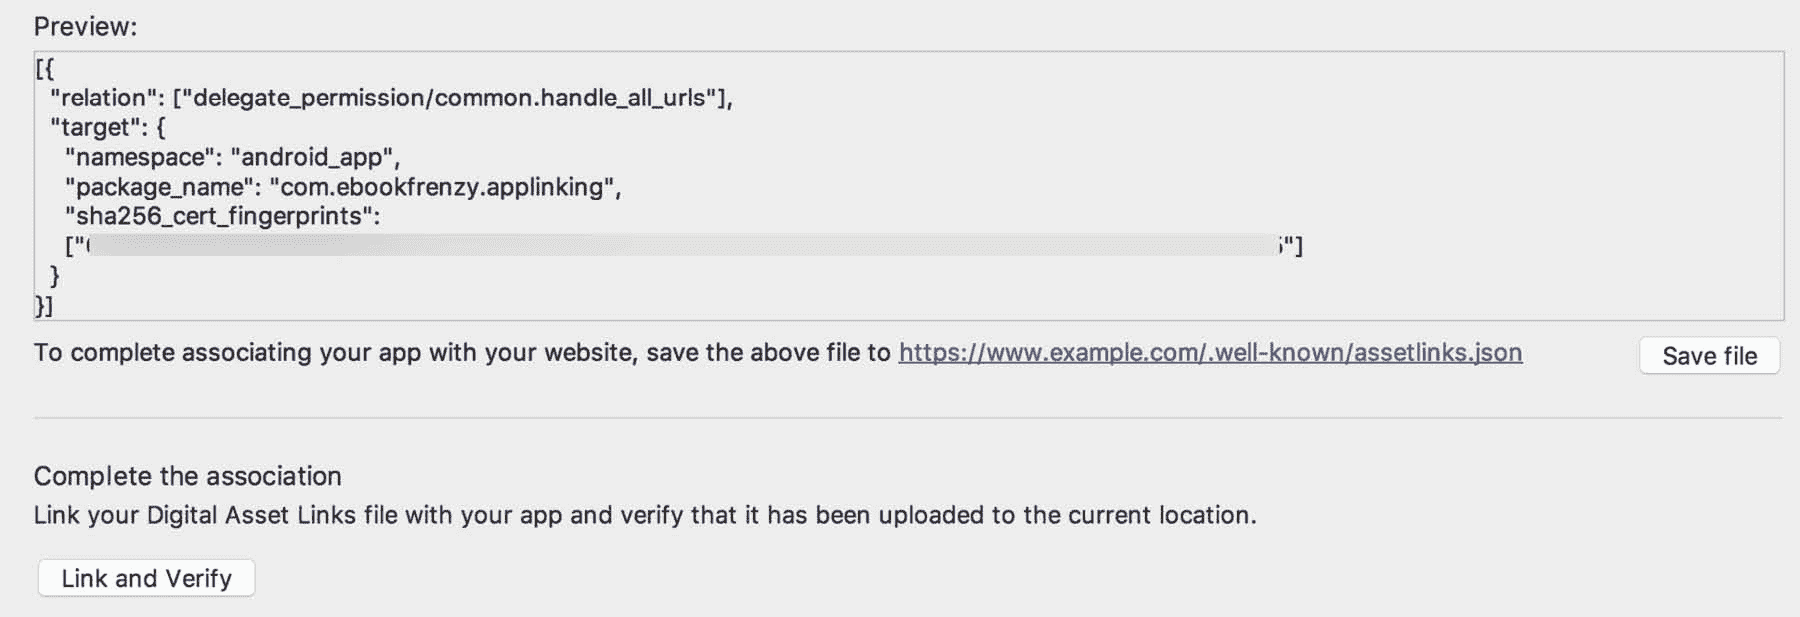 Preview:
[{
"relation": ["delegate_permission/common.handle_all_urls"],
"target": {
"namespace": "android_app",
"package_name": "com.ebookfrenzy.applinking",
"sha256_cert_fingerprints":
["              "]
}
}]
To complete associating your app with your website, save the above file to https://www.example.com/.well-known/assetlinks.json
Save file
Complete the association
Link your Digital Asset Links file with your app and verify that it has been uploaded to the current location.
Link and Verify